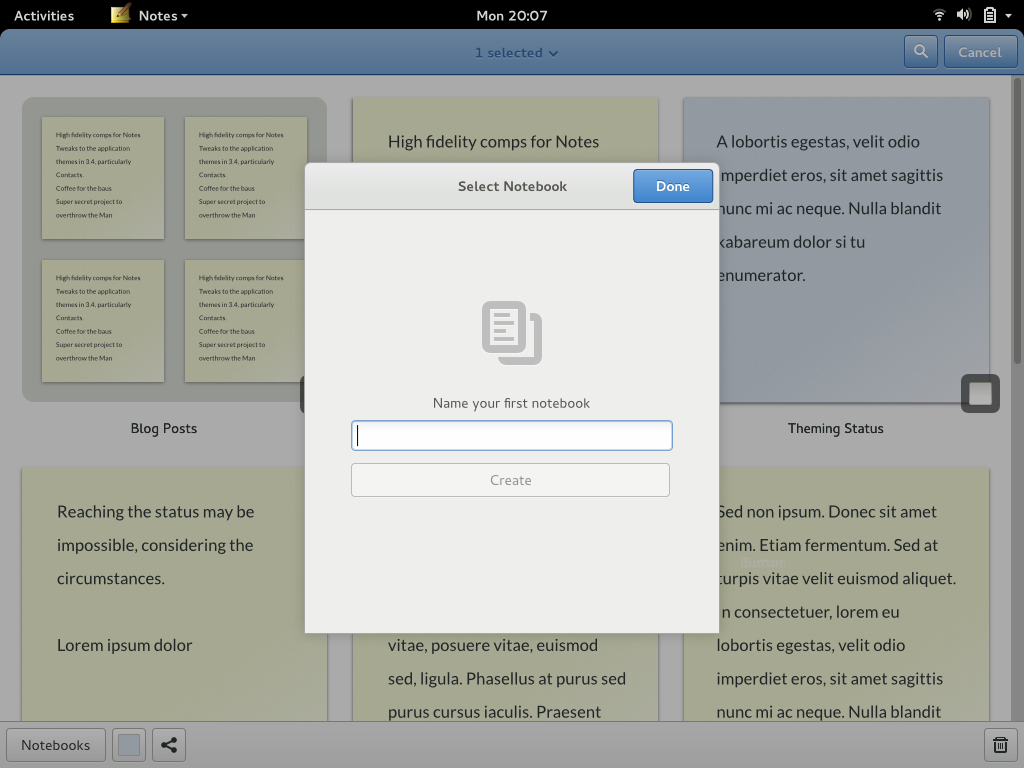 Activities
Notes
Mon 20:07
1 selected
Cancel
High fidelity comps for Notes
Tweaks to the application
themes in 3.4, particularly
Contacts.
Coffee for the baus
Super secret project to
overthrow the Man
High fidelity comps for Notes
Tweaks to the application
themes in 3.4, particularly
Contacts.
Coffee for the baus
Super secret project to
overthrow the Man
High fidelity comps for Notes
Tweaks to the application
themes in 3.4, particularly
Contacts.
Coffee for the baus
Super secret project to
overthrow the Man
High fidelity comps for Notes
Tweaks to the application
themes in 3.4, particularly
Contacts.
Coffee for the baus
Super secret project to
overthrow the Man
Blog Posts
High fidelity comps for Notes
A lobortis egestas, velit odio
imperdiet eros, sit amet sagittis
nunc mi ac neque. Nulla blandit
kabareum dolor si tu
enumerator.
Theming Status
Select Notebook
Done
Name your first notebook
Create
Reaching the status may be
impossible, considering the
circumstances.
Lorem ipsum dolor
vitae, posuere vitae, euismod
sed, ligula. Phasellus at purus sed
purus cursus iaculis. Praesent
Sed non ipsum. Donec sit amet
enim. Etiam fermentum. Sed at
turpis vitae velit euismod aliquet.
n consectetuer, lorem eu
lobortis egestas, velit odio
imperdiet eros, sit amet sagittis
nunc mi ac neque. Nulla blandit
Notebooks